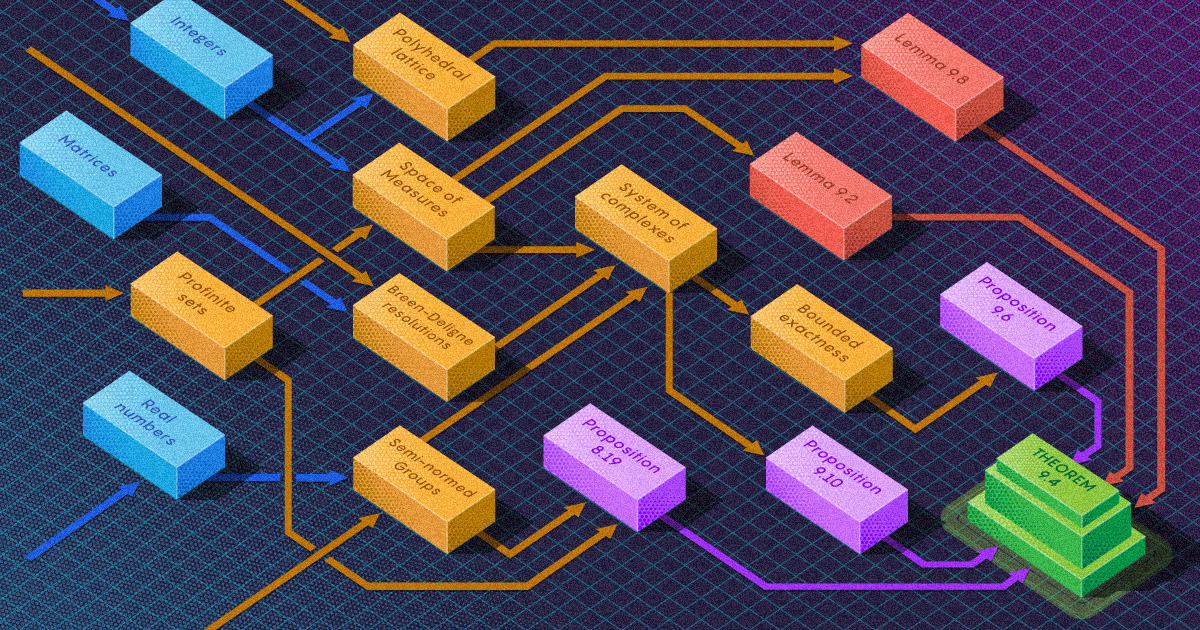 Integers
Polyhedral
lattice
Lemma 9.8
Matrices
Space of
Measures
System of
complexes
Lemma 9.2
Profinite
sets
Breen-Deligne
resolutions
Bounded
exactness
Proposition
9.6
Real
numbers
Semi-normed
Groups
Proposition
8.19
Proposition
9.10
THEOREM
9.4